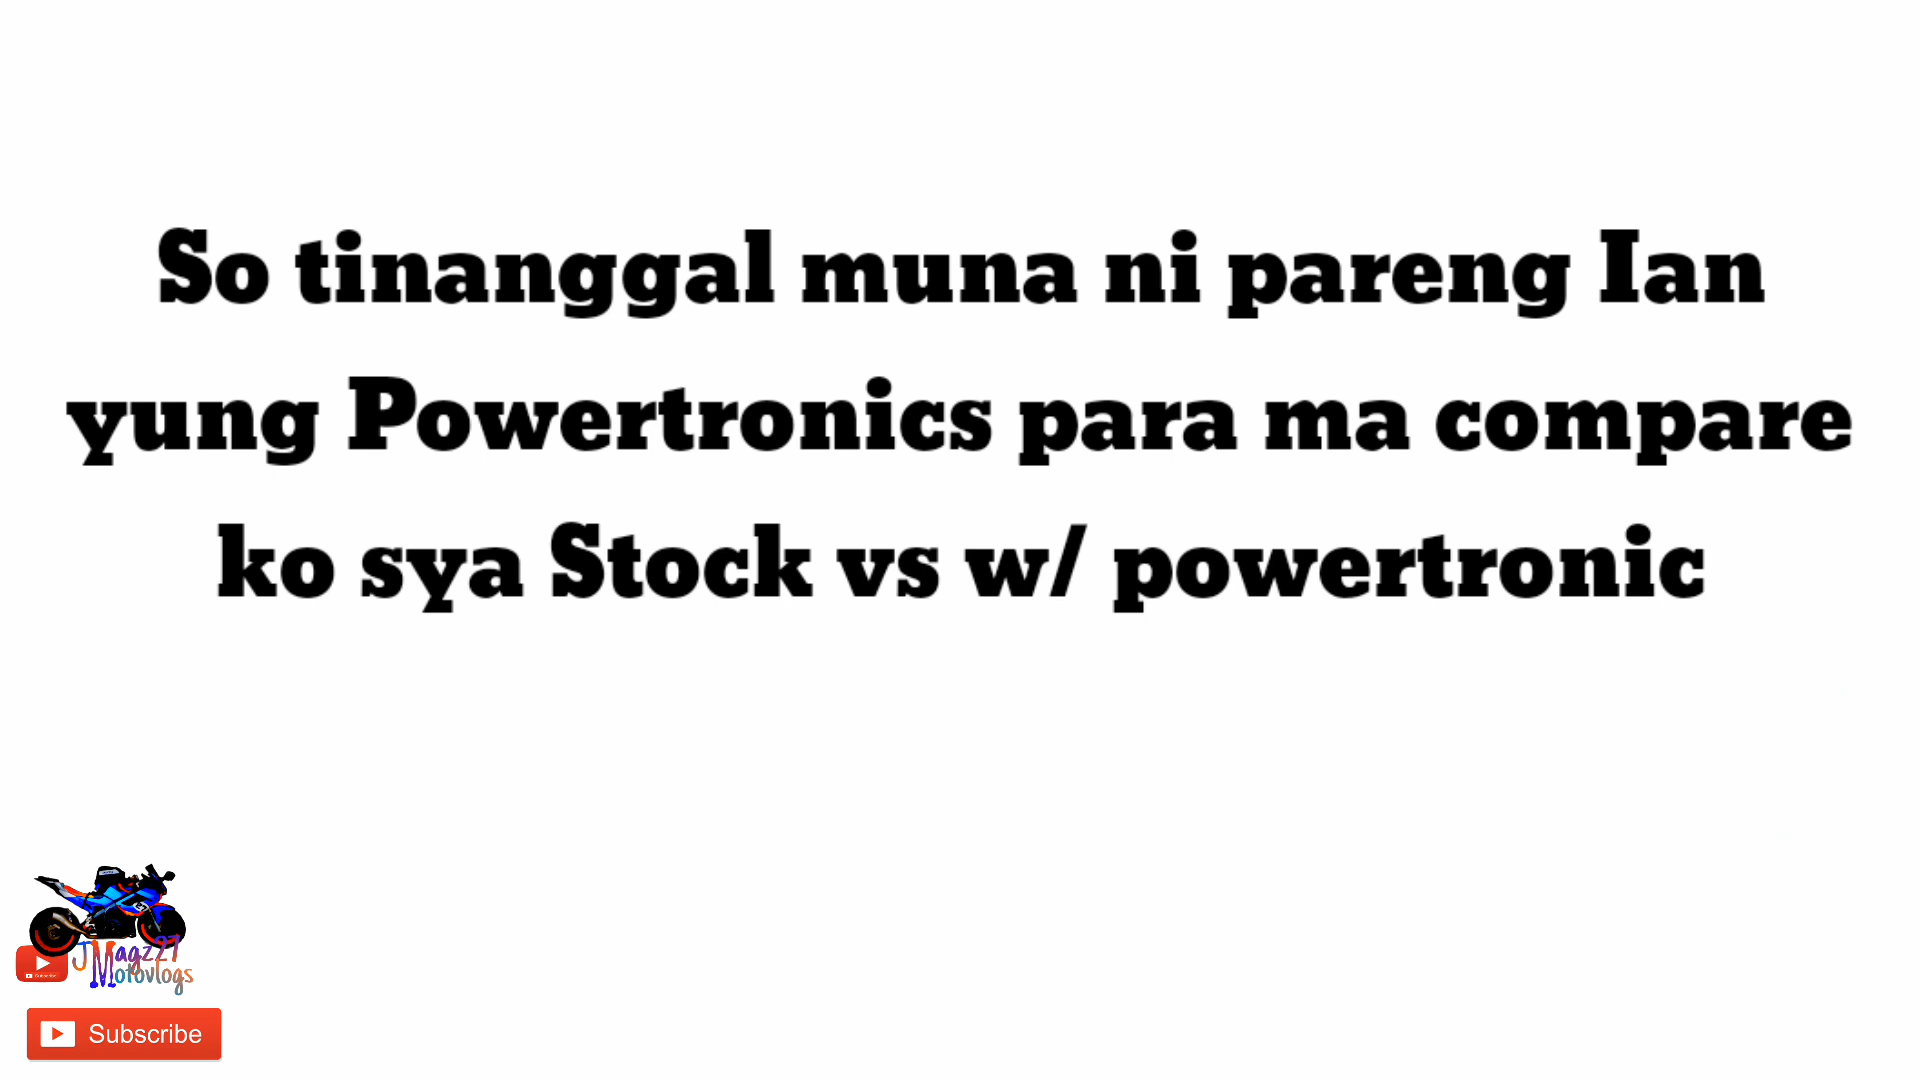 So tinanggal muna ni pareng Ian
yung Powertronics para ma compare
ko sya Stock vs w/ powertronic
JMagz27
Motovlogs
Subscribe